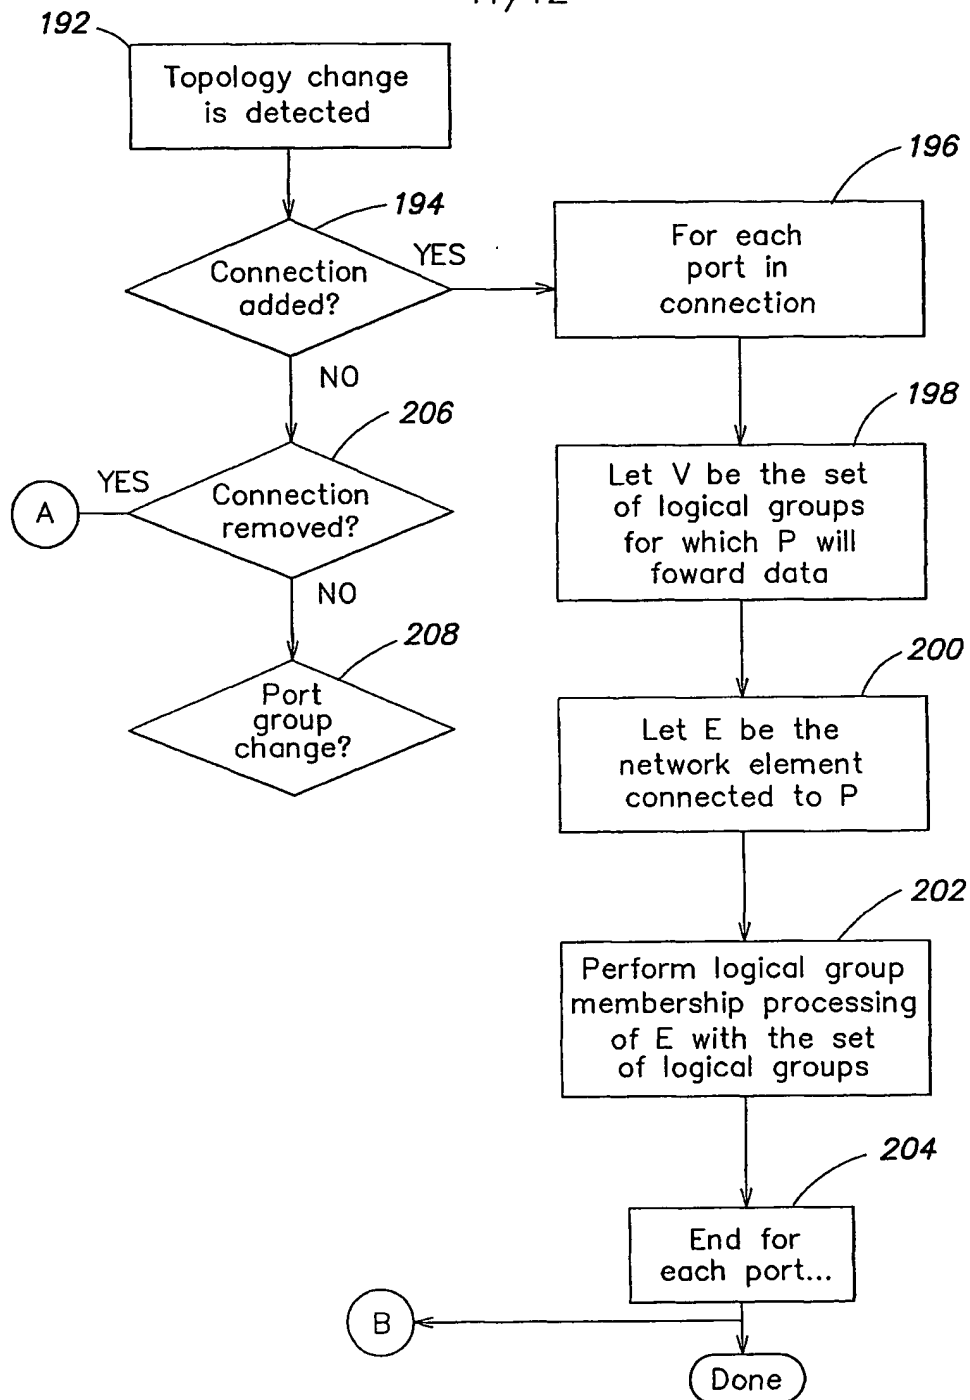 192
Topology change
is detected
194
Connection
added?
YES
196
For each
port in
connection
NO
198
Let V be the set
of logical groups
for which P will
foward data
206
Connection
removed?
YES
A
NO
200
Let E be the
network element
connected to P
208
Port
group
change?
202
Perform logical group
membership processing
of E with the set
of logical groups
204
End for
each port...
B
Done